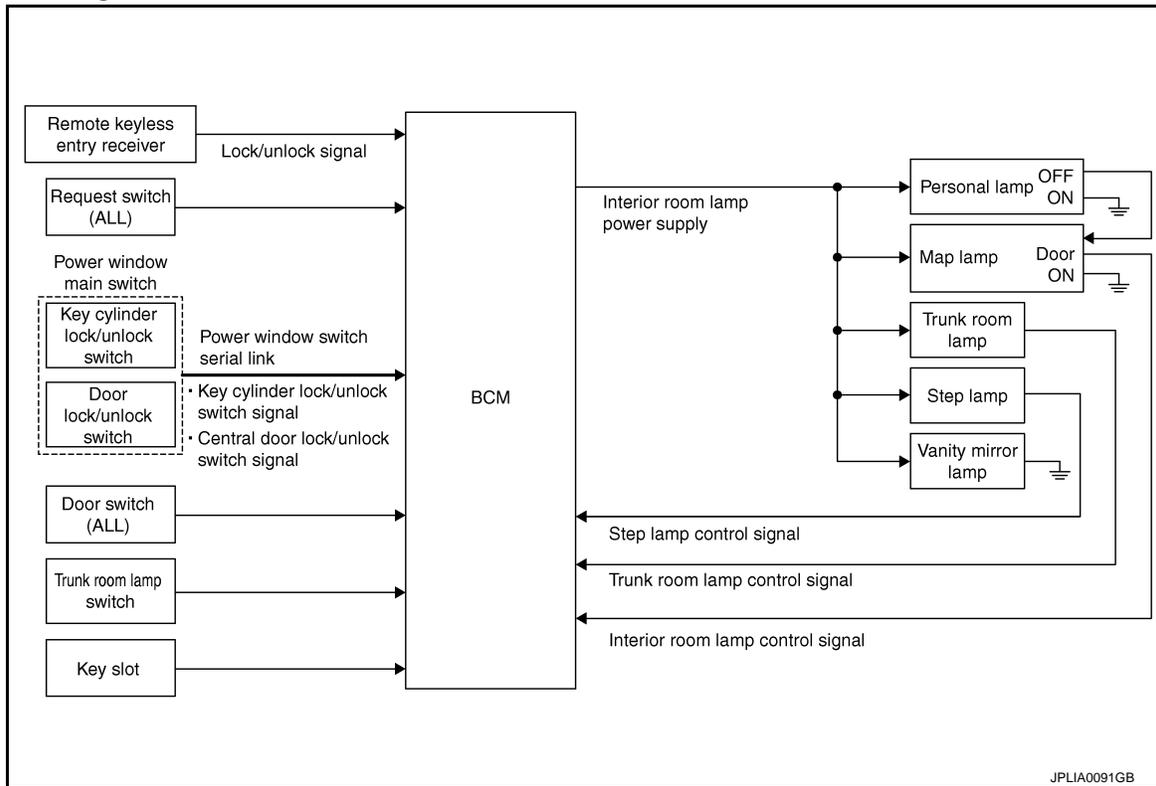 Remote keyless
entry receiver
Lock/unlock signal
Request switch
(ALL)
Power window
main switch
Key cylinder
lock/unlock
switch
Door
lock/unlock
switch
Power window switch
serial link
· Key cylinder lock/unlock
switch signal
· Central door lock/unlock
switch signal
Door switch
(ALL)
Trunk room lamp
switch
Key slot
BCM
Interior room lamp
power supply
Personal lamp
OFF
ON
Map lamp
Door
ON
Trunk room
lamp
Step lamp
Vanity mirror
lamp
Step lamp control signal
Trunk room lamp control signal
Interior room lamp control signal
JPLIA0091GB